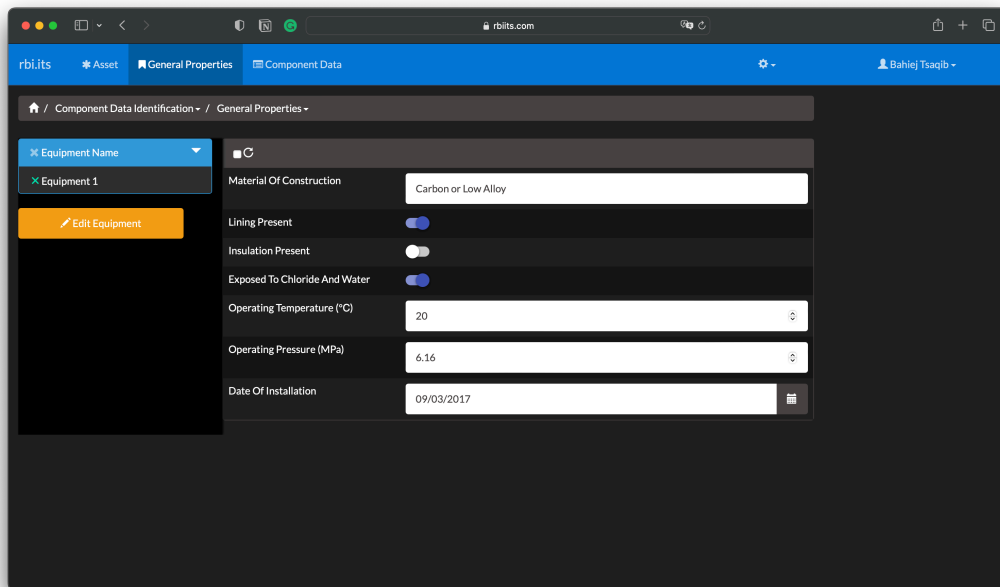 rbiits.com
rbi.its Asset General Properties Component Data Bahiej Tsaqib
/ Component Data Identification / General Properties
Equipment Name
Equipment 1
Edit Equipment
Material Of Construction Carbon or Low Alloy
Lining Present
Insulation Present
Exposed To Chloride And Water
Operating Temperature (°C) 20
Operating Pressure (MPa) 6.16
Date Of Installation 09/03/2017